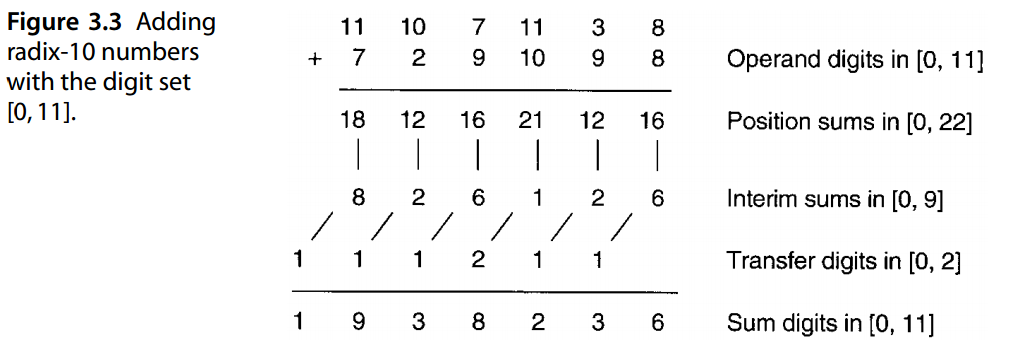 Figure 3.3 Adding
radix-10 numbers
with the digit set
[0, 11].
11 10 7 11 3 8
+ 7 2 9 10 9 8 Operand digits in [0, 11]
18 12 16 21 12 16 Position sums in [0, 22]
8 2 6 1 2 6 Interim sums in [0, 9]
1 1 1 2 1 1 Transfer digits in [0, 2]
1 9 3 8 2 3 6 Sum digits in [0, 11]